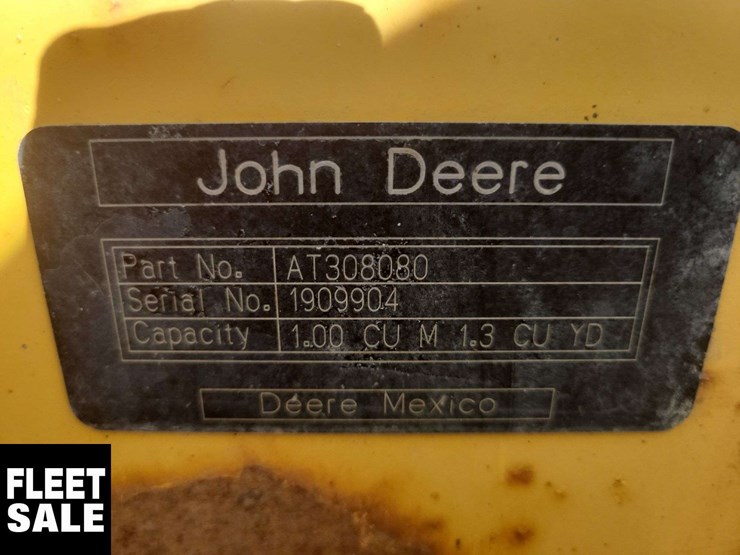 John Deere
Part No. AT308080
Serial No. 1909904
Capacity 1.00 CU M 1.3 CU YD
Deere Mexico
FLEET
SALE